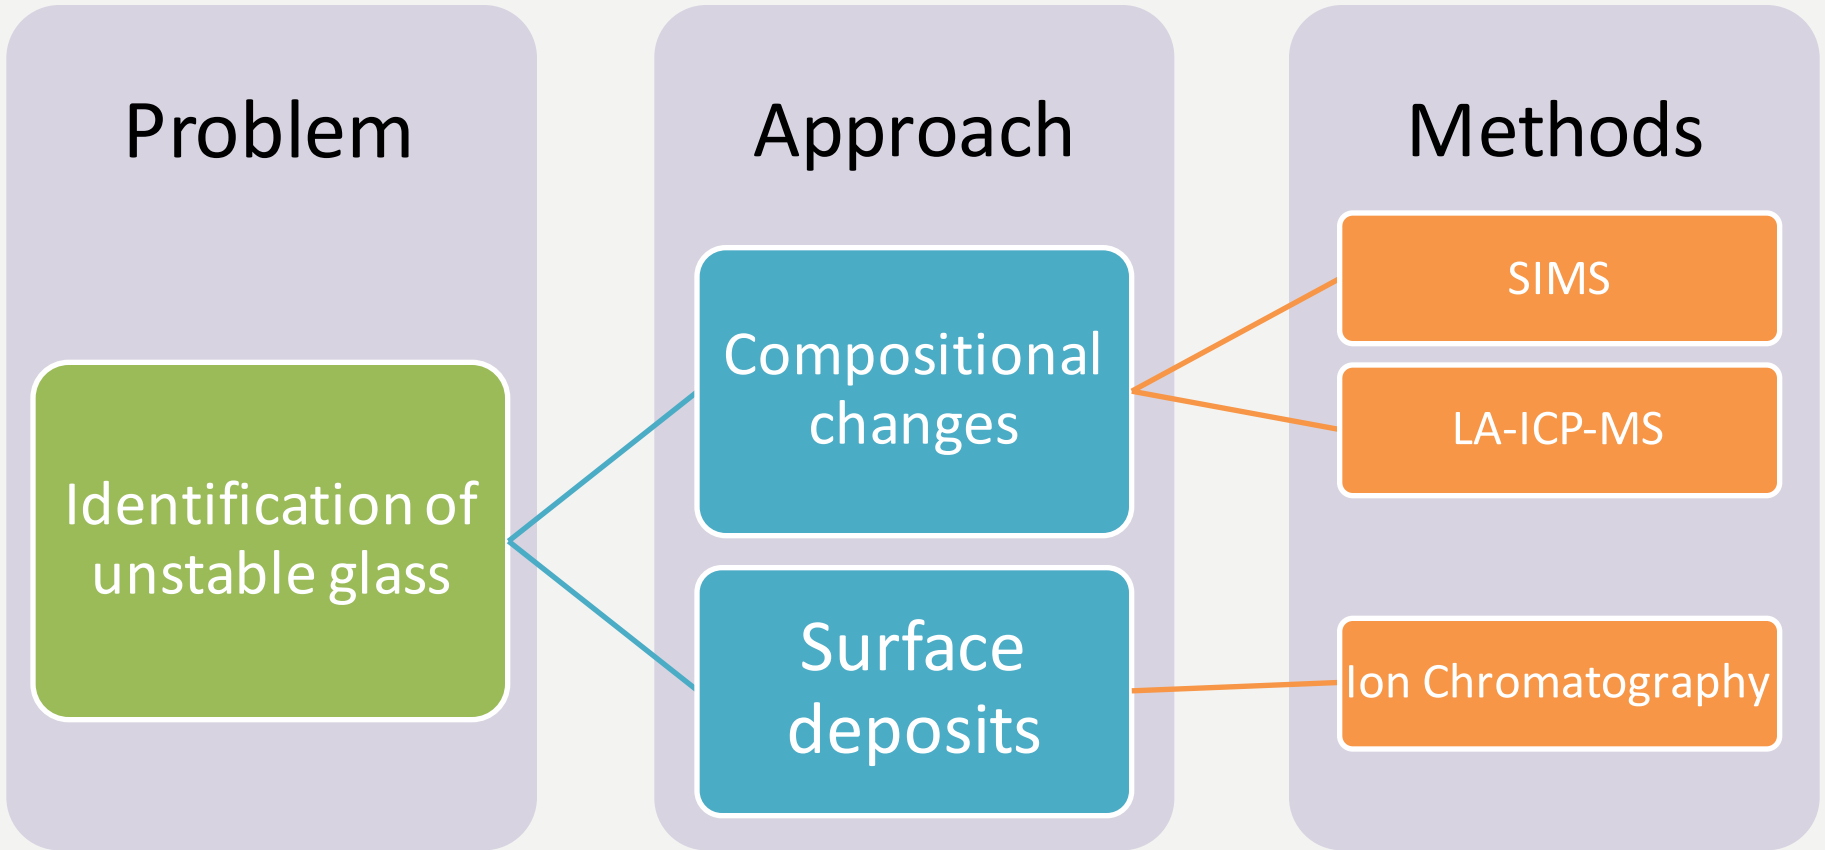 Problem
Identification of
unstable glass
Approach
Compositional
changes
Surface
deposits
Methods
SIMS
LA-ICP-MS
Ion Chromatography